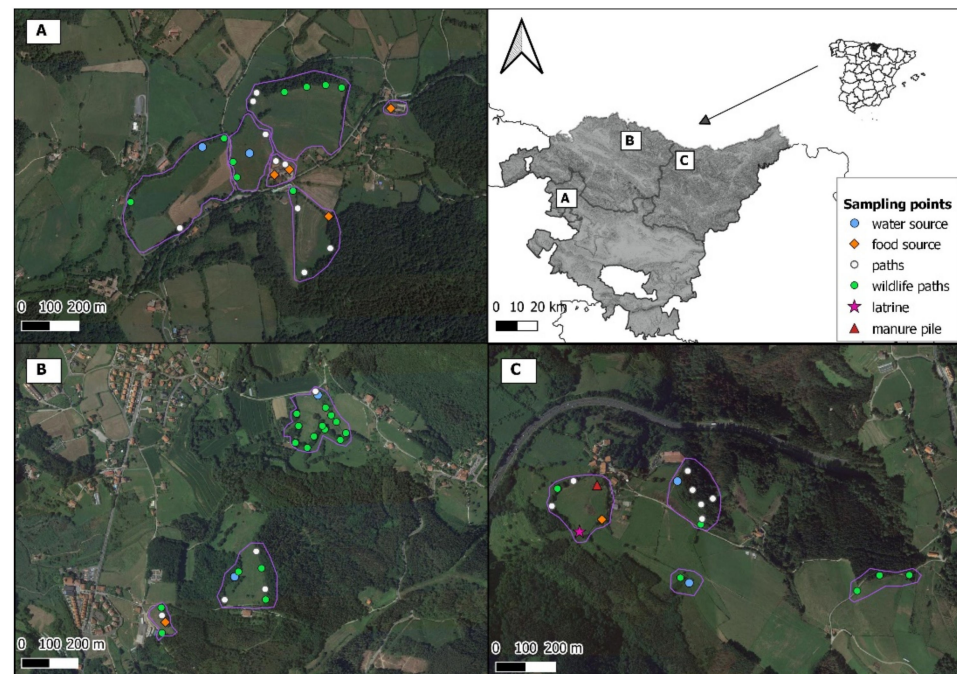 A
0 100 200 m
B
C
A
0 10 20 km
Sampling points
water source
food source
paths
wildlife paths
latrine
manure pile
B
0 100 200 m
C
0 100 200 m